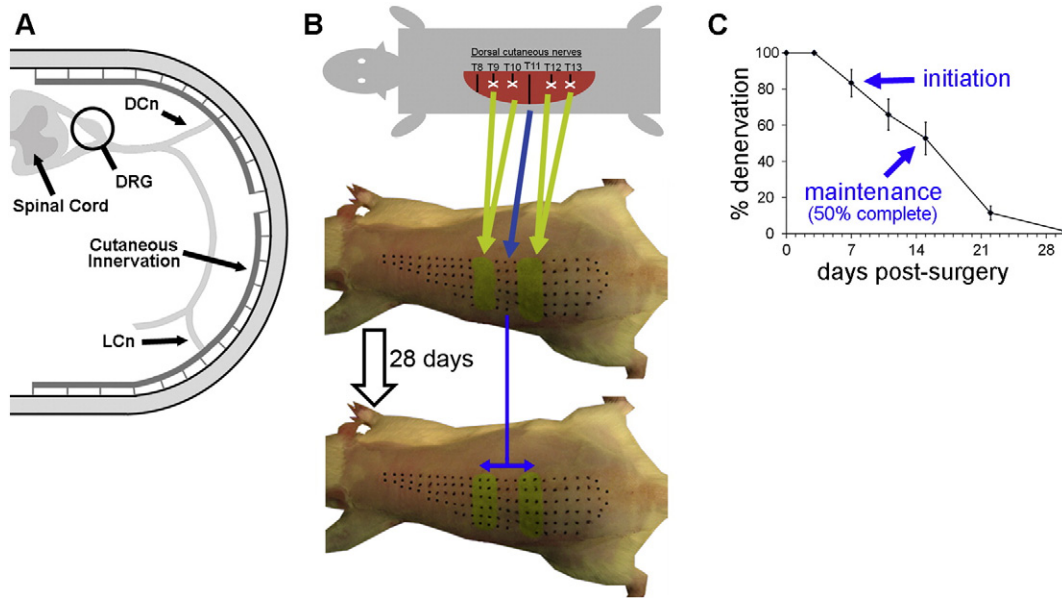 A
DCn
DRG
Spinal Cord
Cutaneous
Innervation
LCn
B
Dorsal cutaneous nerves
T8 T9 T10 T11 T12 T13
X X X X
28 days
C
100
80
60
40
20
0
% denervation
initiation
maintenance
(50% complete)
0 7 14 21 28
days post-surgery